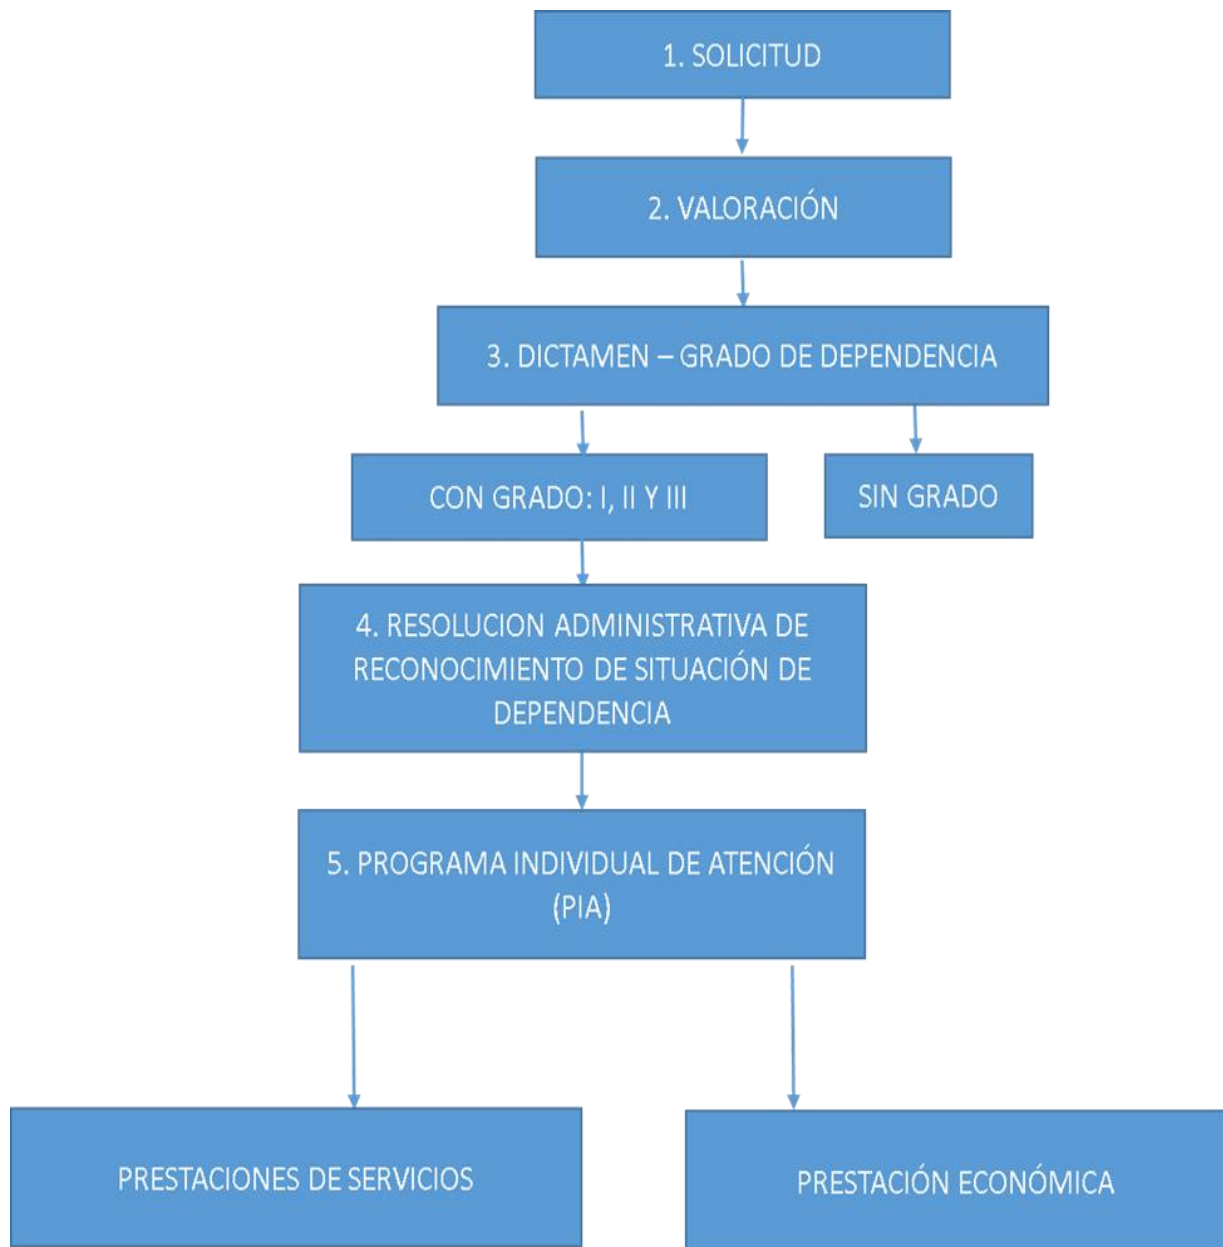 1. SOLICITUD
2. VALORACIÓN
3. DICTAMEN – GRADO DE DEPENDENCIA
CON GRADO: I, II Y III
SIN GRADO
4. RESOLUCION ADMINISTRATIVA DE
RECONOCIMIENTO DE SITUACIÓN DE
DEPENDENCIA
5. PROGRAMA INDIVIDUAL DE ATENCIÓN
(PIA)
PRESTACIONES DE SERVICIOS
PRESTACIÓN ECONÓMICA